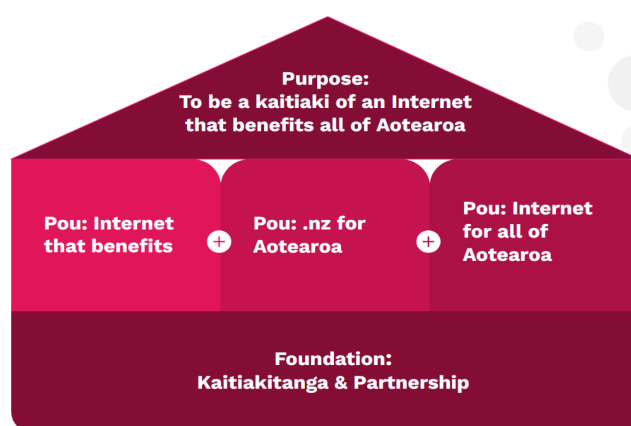 Purpose:
To be a kaitiaki of an Internet
that benefits all of Aotearoa
Pou: Internet
that benefits
+
Pou: .nz for
Aotearoa
+
Pou: Internet
for all of
Aotearoa
Foundation:
Kaitiakitanga & Partnership